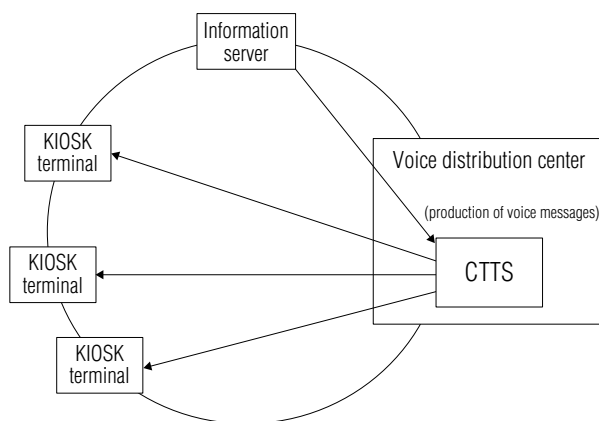 Information
server
KIOSK
terminal
Voice distribution center
(production of voice messages)
CTTS
KIOSK
terminal
KIOSK
terminal